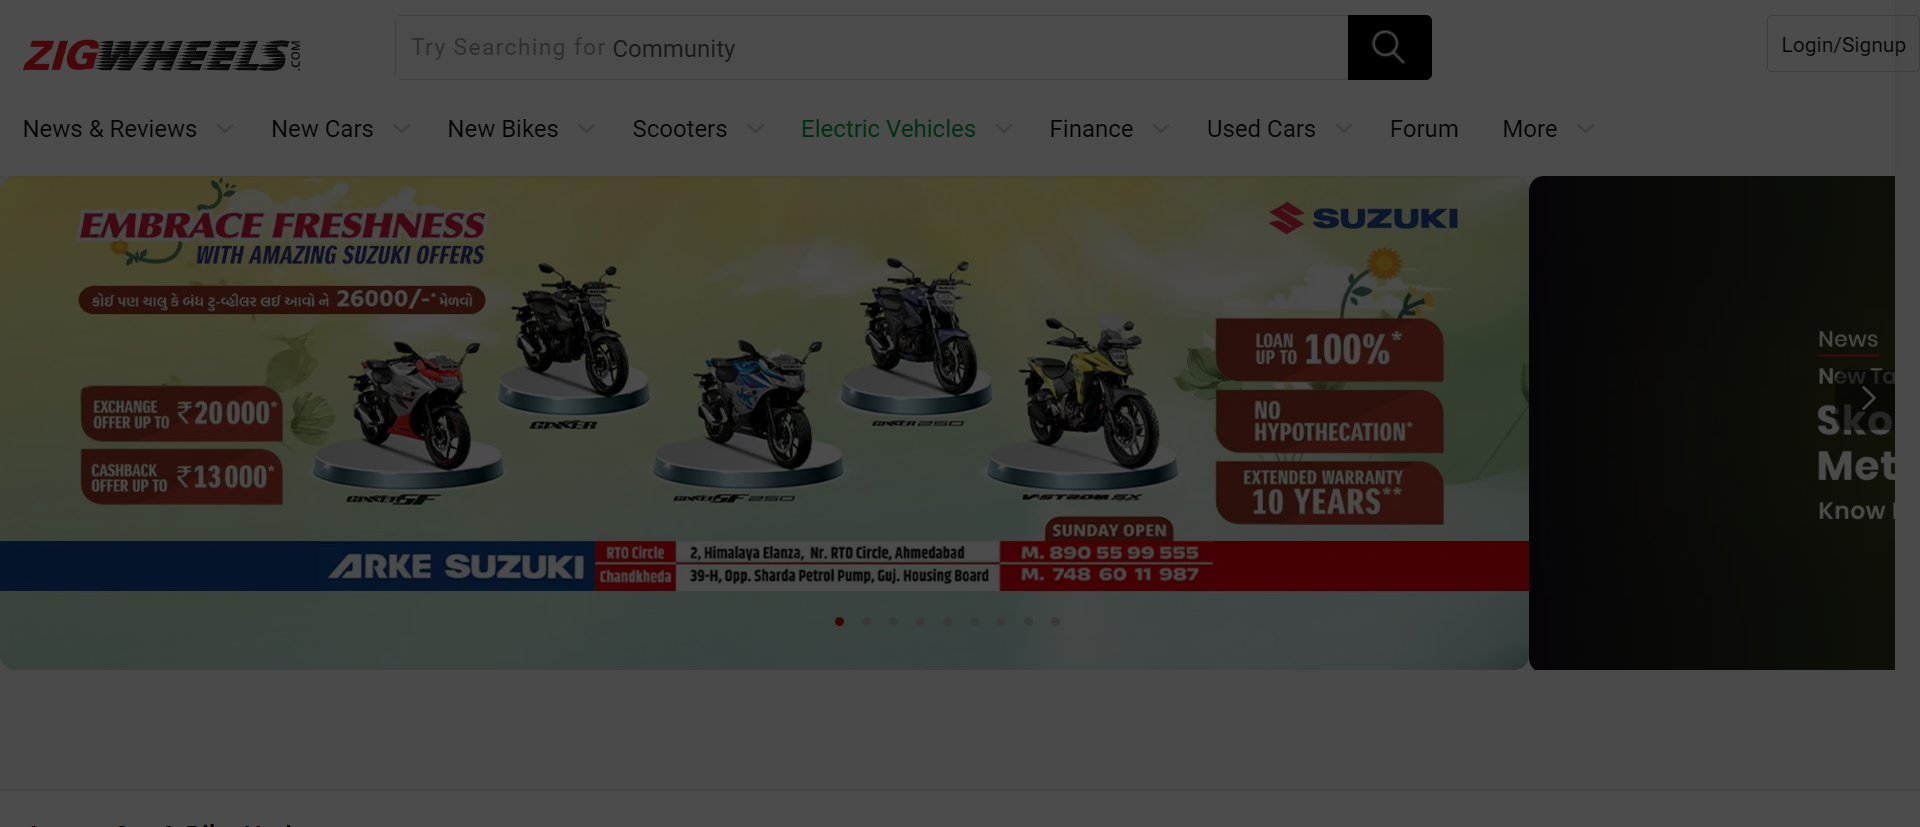 ZIGWHEELS.COM
Try Searching for Community
Login/Signup
News & Reviews
New Cars
New Bikes
Scooters
Electric Vehicles
Finance
Used Cars
Forum
More
EMBRACE FRESHNESS
WITH AMAZING SUZUKI OFFERS
કોઈ પણ ચાલુ કે બંધ ટુ-વ્હીલર લઈ આવો ને 26000/-* મેળવો
EXCHANGE
OFFER UP TO ₹20000*
CASHBACK
OFFER UP TO ₹13000*
GIXXER
GIXXER SF
GIXXER SF 250
GIXXER 250
V-STROM SX
SUZUKI
LOAN
UP TO 100%*
NO
HYPOTHECATION*
EXTENDED WARRANTY
10 YEARS**
SUNDAY OPEN
ARKE SUZUKI
RTO Circle
2, Himalaya Elanza, Nr. RTO Circle, Ahmedabad
M. 890 55 99 555
Chandkheda
39-H, Opp. Sharda Petrol Pump, Guj. Housing Board
M. 748 60 11 987
News
New Ta
Sko
Met
Know